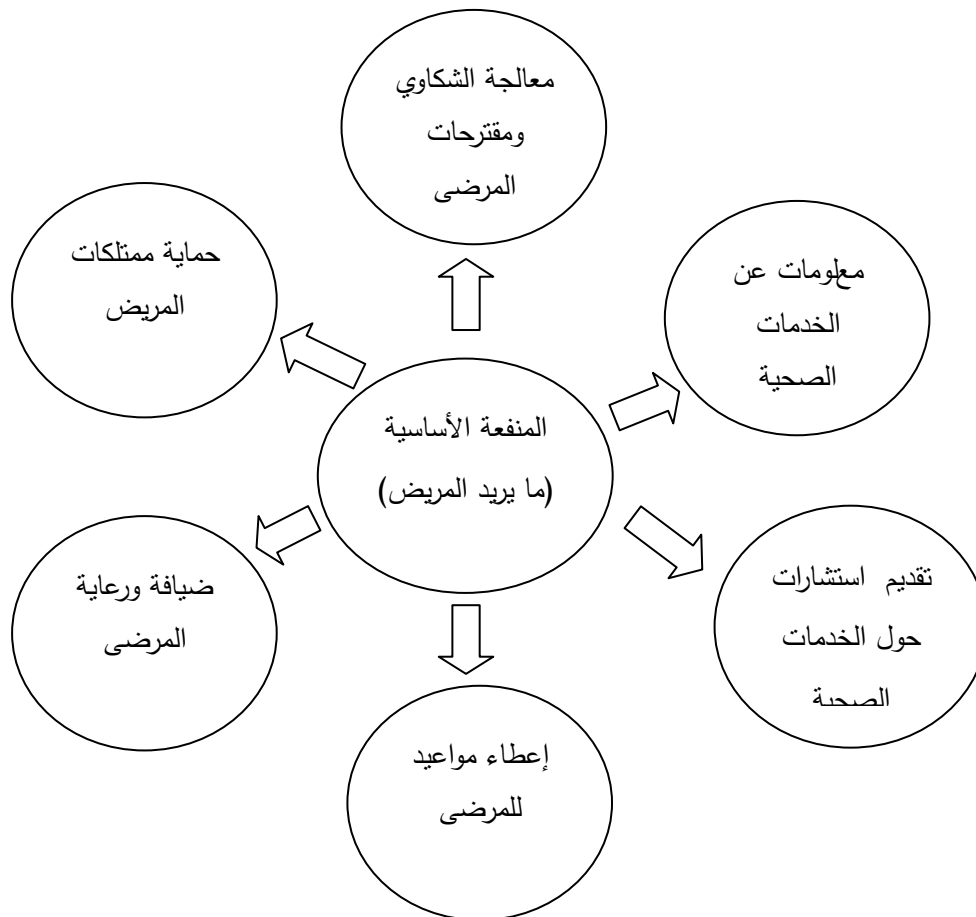 معالجة الشكاوي
ومقترحات
المرضى
معلومات عن
الخدمات
الصحية
حماية ممتلكات
المريض
المنفعة الأساسية
(ما يريد المريض)
تقديم استشارات
حول الخدمات
الصحية
ضيافة ورعاية
المرضى
إعطاء مواعيد
للمرضى